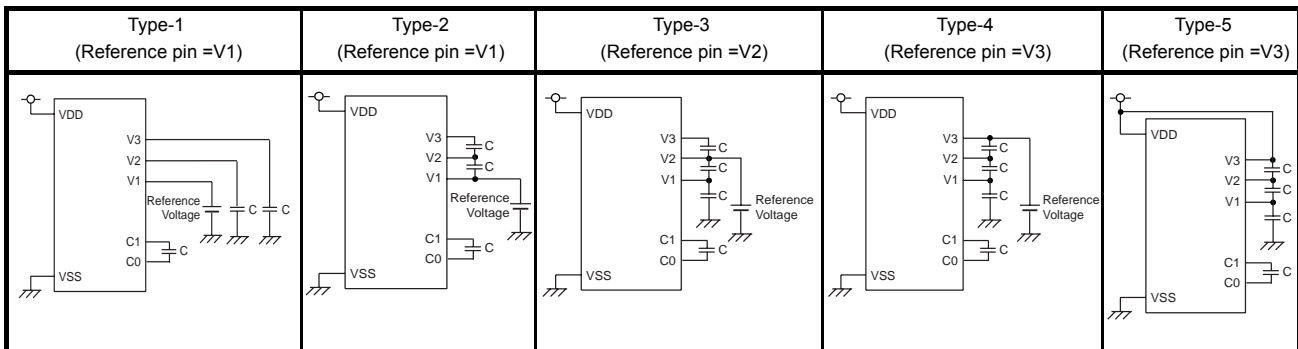 Type-1
(Reference pin =V1)
Type-2
(Reference pin =V1)
Type-3
(Reference pin =V2)
Type-4
(Reference pin =V3)
Type-5
(Reference pin =V3)
VDD
V3
V2
V1
Reference
Voltage
C
C
C1
C
C0
VSS
VDD
V3
C
V2
C
V1
Reference
Voltage
C1
C
C0
VSS
VDD
V3
C
V2
C
V1
C
Reference
Voltage
C1
C
C0
VSS
VDD
V3
C
V2
C
V1
C
Reference
Voltage
C1
C
C0
VSS
VDD
V3
C
V2
C
V1
C
C1
C
C0
VSS